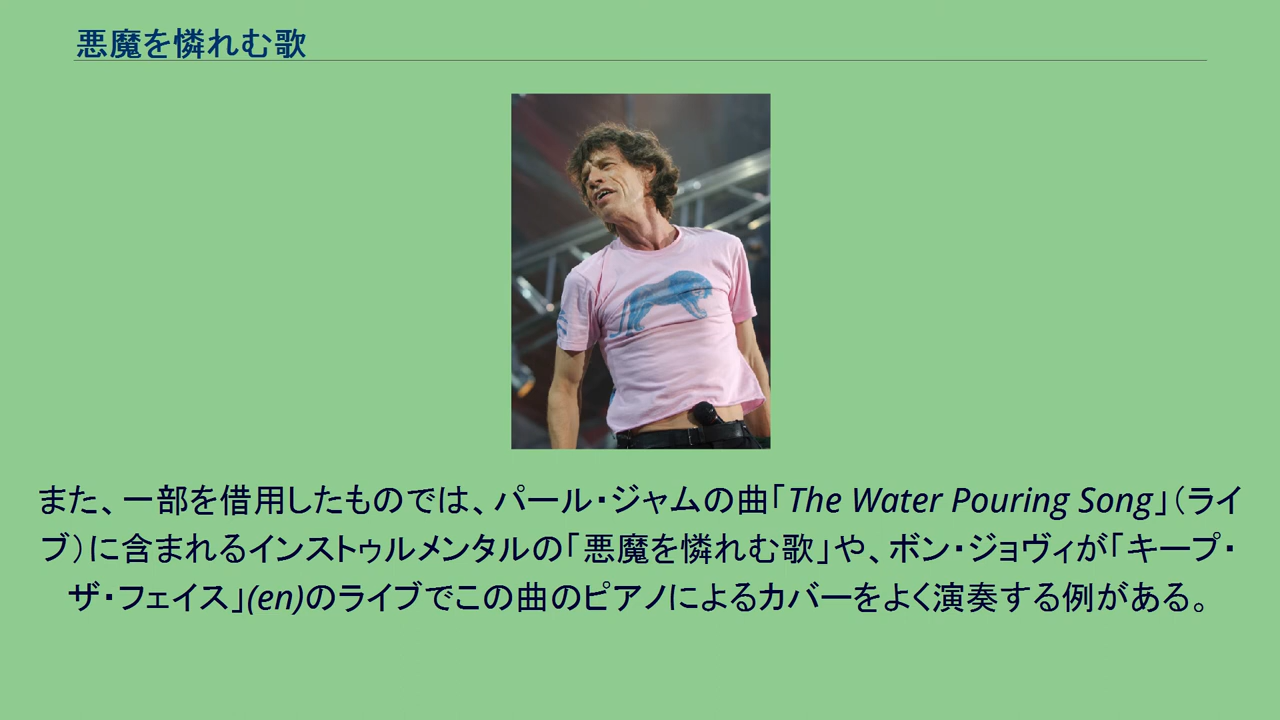 悪魔を憐れむ歌
また、一部を借用したものでは、パール・ジャムの曲「The Water Pouring Song」（ライ
ブ）に含まれるインストゥルメンタルの「悪魔を憐れむ歌」や、ボン・ジョヴィが「キープ・
ザ・フェイス」(en)のライブでこの曲のピアノによるカバーをよく演奏する例がある。